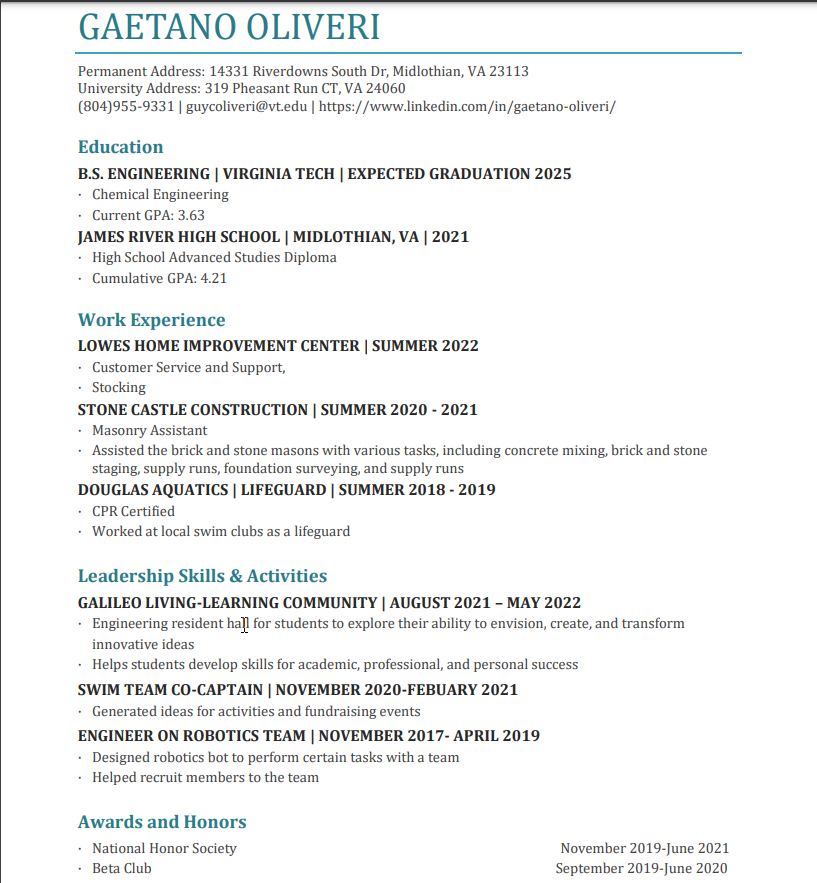 GAETANO OLIVERI
Permanent Address: 14331 Riverdowns South Dr, Midlothian, VA 23113
University Address: 319 Pheasant Run CT, VA 24060
(804)955-9331 | guycoliveri@vt.edu | https://www.linkedin.com/in/gaetano-oliveri/
Education
B.S. ENGINEERING | VIRGINIA TECH | EXPECTED GRADUATION 2025
· Chemical Engineering
· Current GPA: 3.63
JAMES RIVER HIGH SCHOOL | MIDLOTHIAN, VA | 2021
· High School Advanced Studies Diploma
· Cumulative GPA: 4.21
Work Experience
LOWES HOME IMPROVEMENT CENTER | SUMMER 2022
· Customer Service and Support,
· Stocking
STONE CASTLE CONSTRUCTION | SUMMER 2020 - 2021
· Masonry Assistant
· Assisted the brick and stone masons with various tasks, including concrete mixing, brick and stone
staging, supply runs, foundation surveying, and supply runs
DOUGLAS AQUATICS | LIFEGUARD | SUMMER 2018 - 2019
· CPR Certified
· Worked at local swim clubs as a lifeguard
Leadership Skills & Activities
GALILEO LIVING-LEARNING COMMUNITY | AUGUST 2021 – MAY 2022
· Engineering resident hall for students to explore their ability to envision, create, and transform
innovative ideas
· Helps students develop skills for academic, professional, and personal success
SWIM TEAM CO-CAPTAIN | NOVEMBER 2020-FEBUARY 2021
· Generated ideas for activities and fundraising events
ENGINEER ON ROBOTICS TEAM | NOVEMBER 2017- APRIL 2019
· Designed robotics bot to perform certain tasks with a team
· Helped recruit members to the team
Awards and Honors
· National Honor Society November 2019-June 2021
· Beta Club September 2019-June 2020